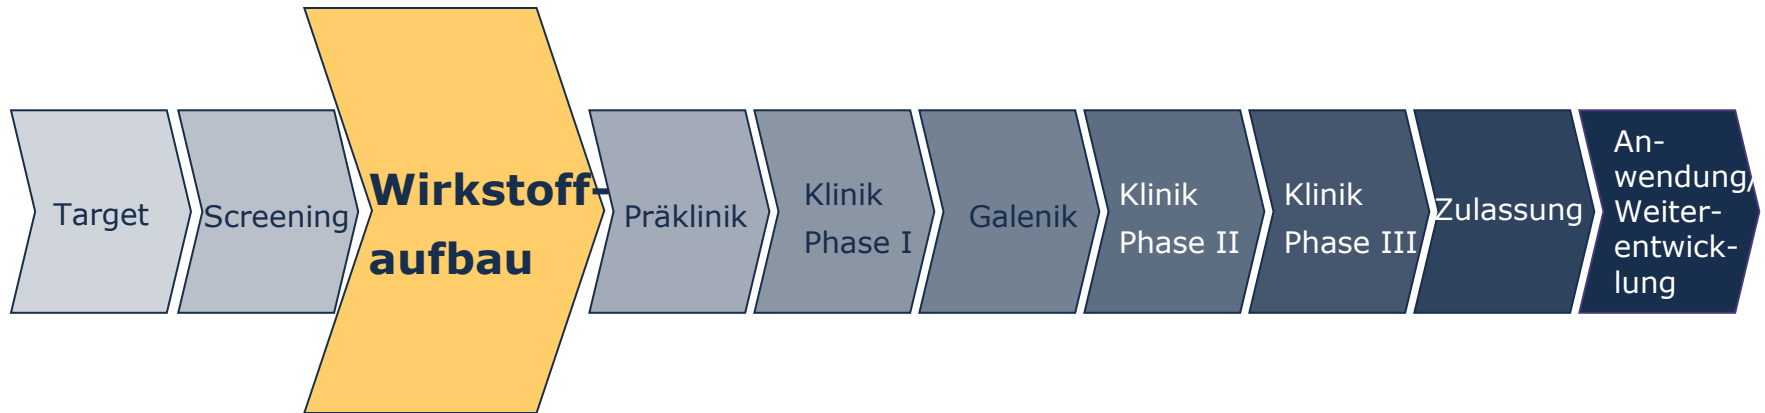 Target
Screening
Wirkstoff-
aufbau
Präklinik
Klinik
Phase I
Galenik
Klinik
Phase II
Klinik
Phase III
Zulassung
An-
wendung/
Weiter-
entwick-
lung